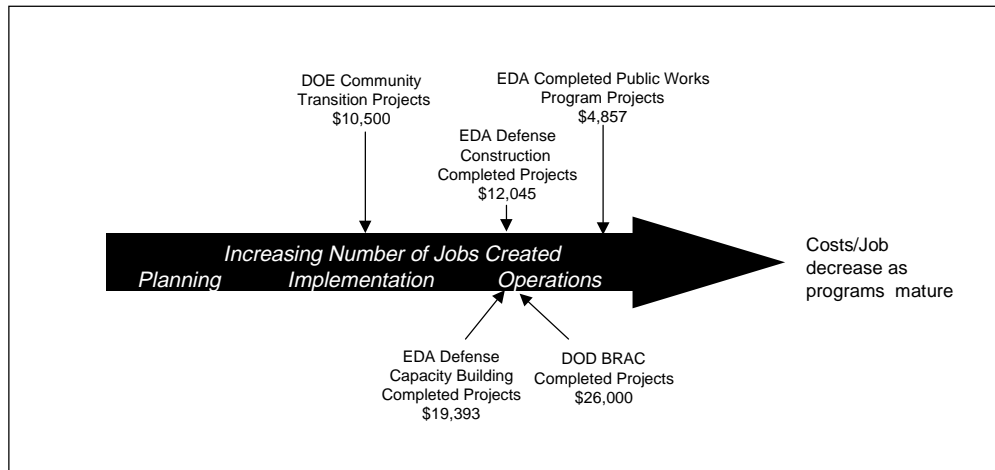 DOE Community
Transition Projects
$10,500
EDA Completed Public Works
Program Projects
$4,857
EDA Defense
Construction
Completed Projects
$12,045
Increasing Number of Jobs Created
Planning Implementation Operations
Costs/Job
decrease as
programs mature
EDA Defense
Capacity Building
Completed Projects
$19,393
DOD BRAC
Completed Projects
$26,000